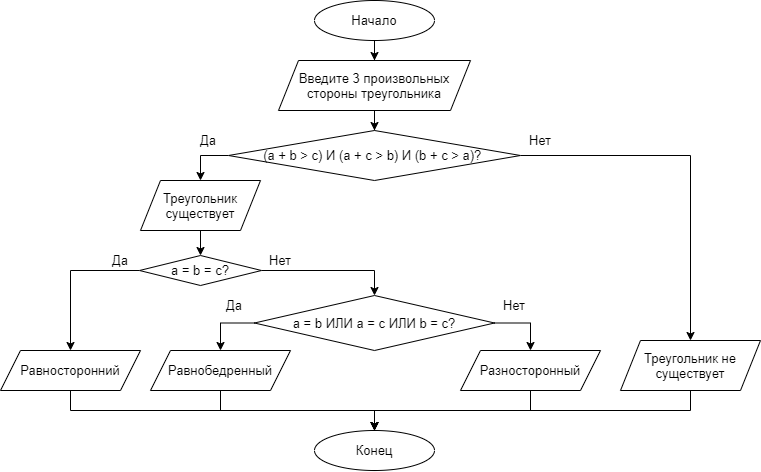 Начало
Введите 3 произвольных
стороны треугольника
Да
Нет
(a + b > c) И (a + c > b) И (b + c > a)?
Треугольник
существует
Да
a = b = c?
Нет
Да
a = b ИЛИ a = c ИЛИ b = c?
Нет
Равносторонний
Равнобедренный
Разносторонный
Треугольник не
существует
Конец